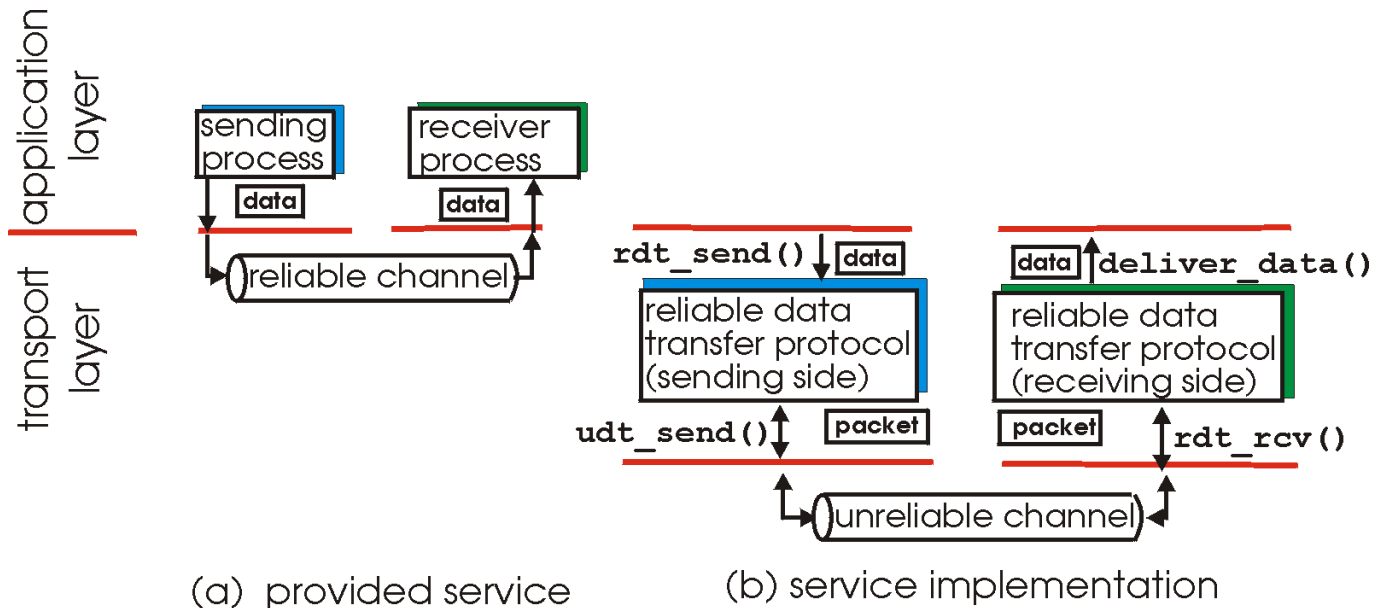 application
layer
transport
layer
sending
process
data
receiver
process
data
reliable channel
(a) provided service
rdt_send()
data
reliable data
transfer protocol
(sending side)
udt_send()
packet
data
deliver_data()
reliable data
transfer protocol
(receiving side)
packet
rdt_rcv()
unreliable channel
(b) service implementation